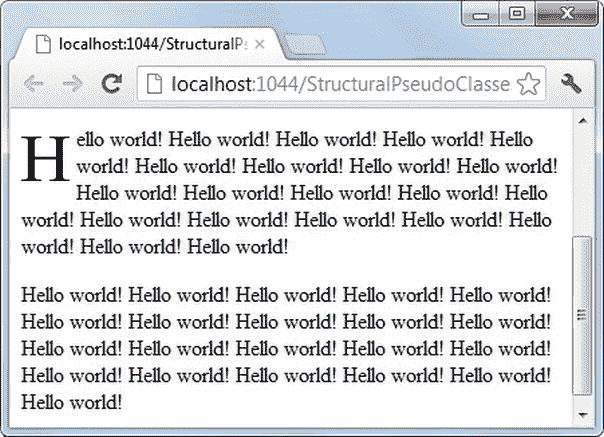 localhost:1044/StructuralPs
localhost:1044/StructuralPseudoClasse
Hello world! Hello world! Hello world! Hello world! Hello
world! Hello world! Hello world! Hello world! Hello world!
Hello world! Hello world! Hello world! Hello world! Hello
world! Hello world! Hello world! Hello world! Hello world! Hello
world! Hello world! Hello world!
Hello world! Hello world! Hello world! Hello world! Hello world!
Hello world! Hello world! Hello world! Hello world! Hello world!
Hello world! Hello world! Hello world! Hello world! Hello world!
Hello world! Hello world! Hello world! Hello world! Hello world!
Hello world!